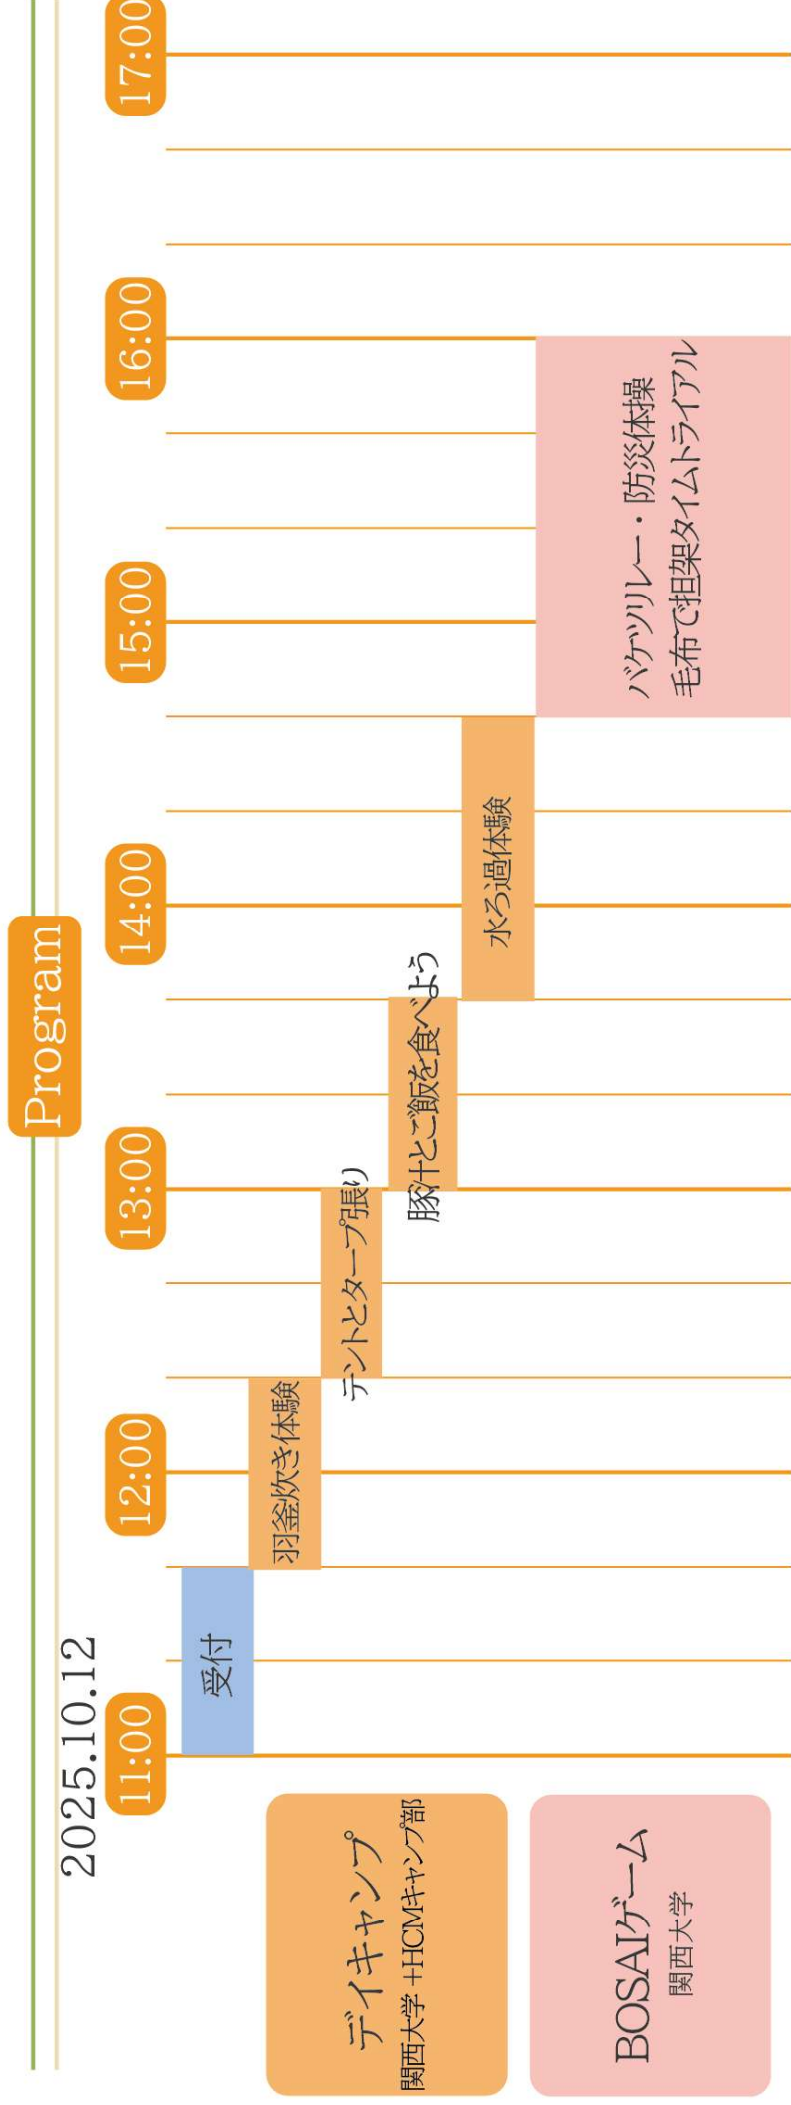 Program
2025.10.12
11:00
12:00
13:00
14:00
15:00
16:00
17:00
受付
デイキャンプ
関西大学 +HCMキャンプ部
羽釜炊き体験
テントとタープ張り
豚汁とご飯を食べよう
水ろ過体験
BOSAIゲーム
関西大学
バケツリレー・防災体操
毛布で担架タイムトライアル